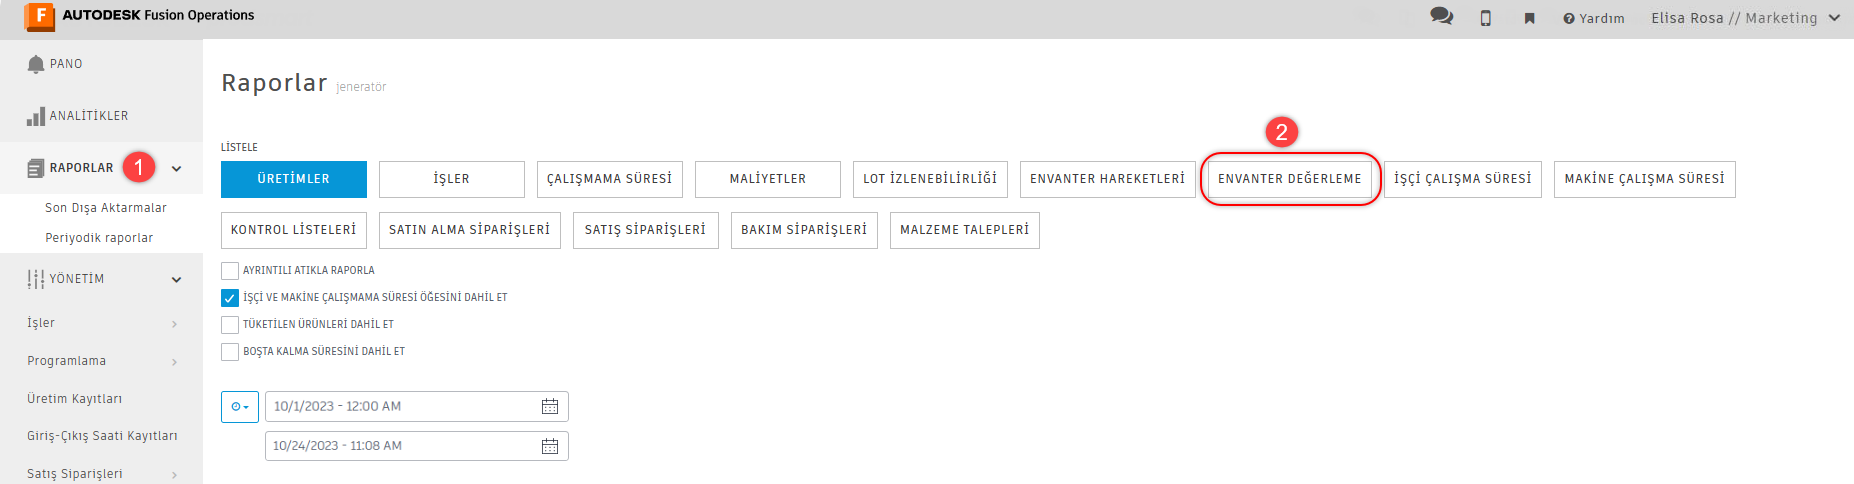 F AUTODESK Fusion Operations
Yardım
Elisa Rosa // Marketing
PANO
ANALİTİKLER
RAPORLAR 1
Son Dışa Aktarmalar
Periyodik raporlar
YÖNETİM
İşler
Programlama
Üretim Kayıtları
Giriş-Çıkış Saati Kayıtları
Satış Siparişleri
Raporlar jeneratör
LİSTELE
2
ÜRETİMLER İŞLER ÇALIŞMAMA SÜRESİ MALİYETLER LOT İZLENEBİLİRLİĞİ ENVANTER HAREKETLERİ ENVANTER DEĞERLEME İŞÇİ ÇALIŞMA SÜRESİ MAKİNE ÇALIŞMA SÜRESİ
KONTROL LİSTELERİ SATIN ALMA SİPARİŞLERİ SATIŞ SİPARİŞLERİ BAKIM SİPARİŞLERİ MALZEME TALEPLERİ
AYRINTILI ATIKLA RAPORLA
İŞÇİ VE MAKİNE ÇALIŞMAMA SÜRESİ ÖĞESİNİ DAHİL ET
TÜKETİLEN ÜRÜNLERİ DAHİL ET
BOŞTA KALMA SÜRESİNİ DAHİL ET
10/1/2023 - 12:00 AM
10/24/2023 - 11:08 AM